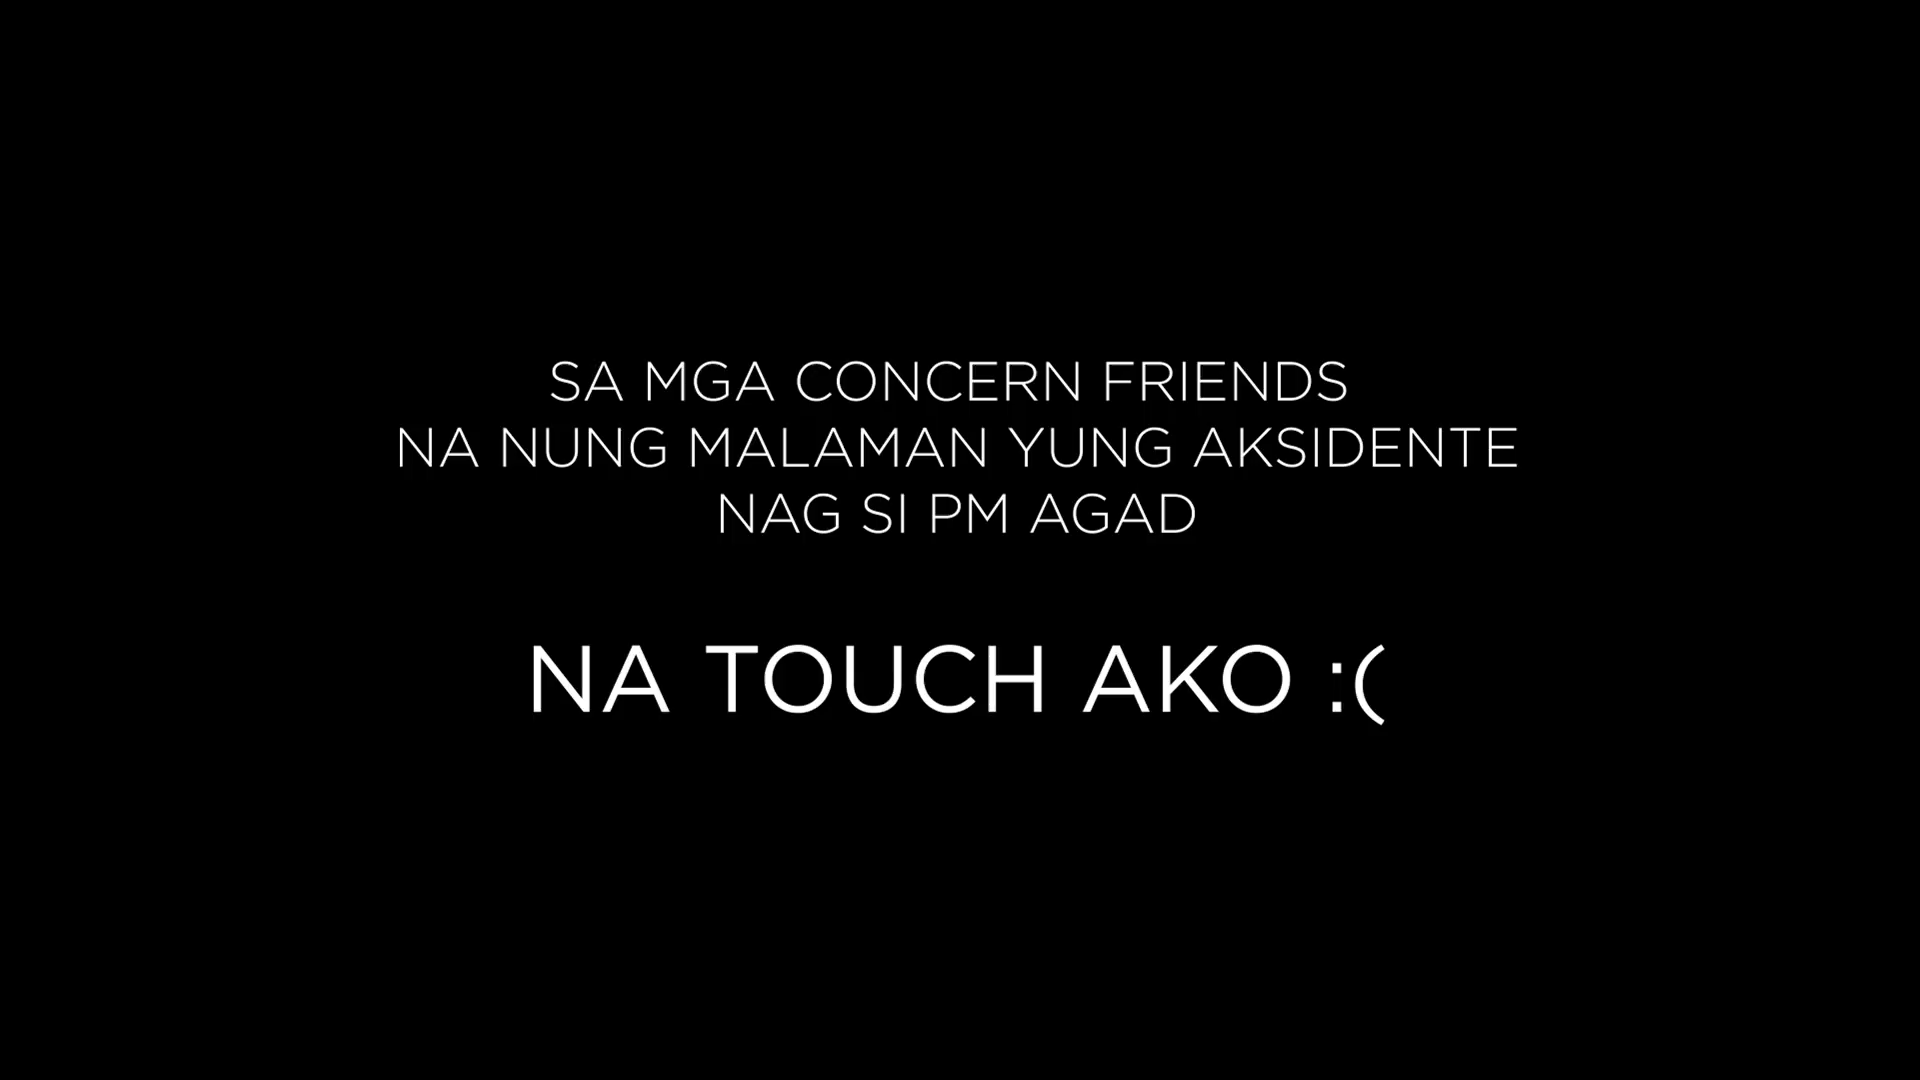 SA MGA CONCERN FRIENDS
NA NUNG MALAMAN YUNG AKSIDENTE
NAG SI PM AGAD
NA TOUCH AKO :(